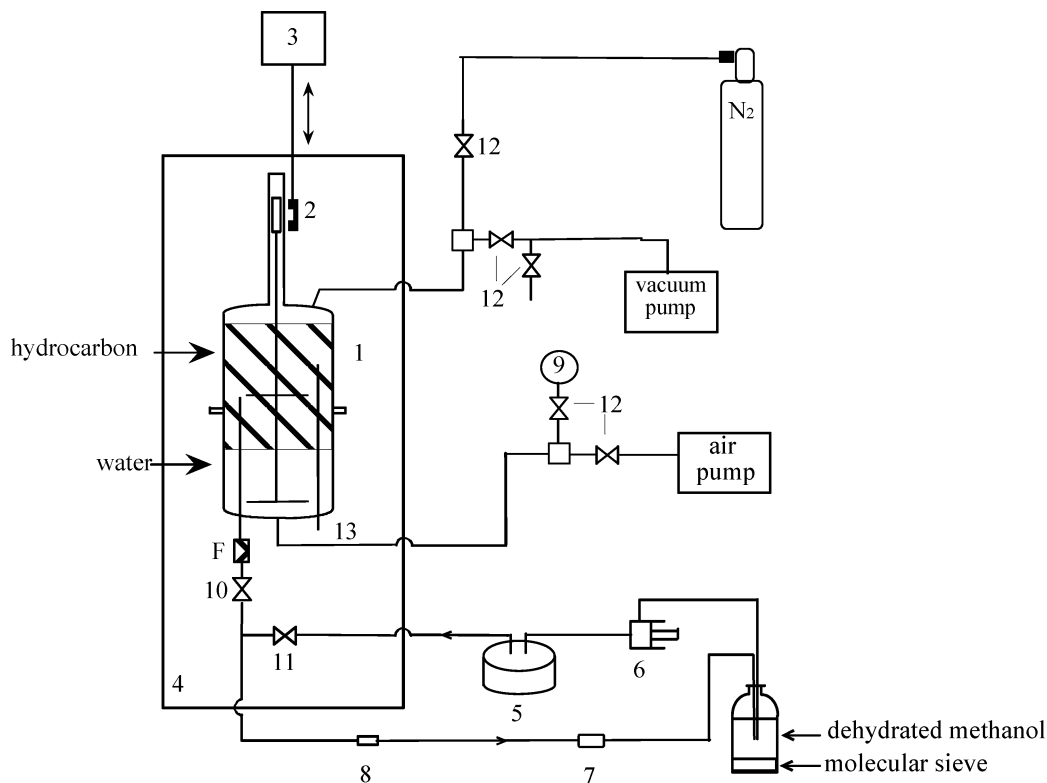 3
N2
12
2
12
vacuum
pump
hydrocarbon
1
9
12
water
air
pump
13
F
10
11
6
4
5
dehydrated methanol
molecular sieve
8
7